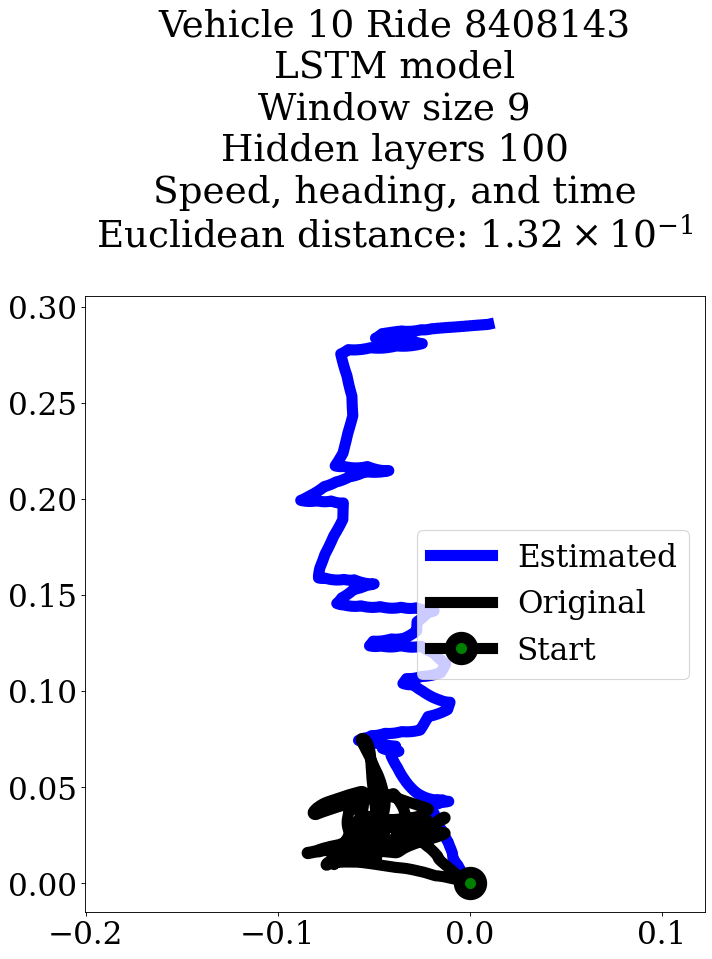 Vehicle 10 Ride 8408143
LSTM model
Window size 9
Hidden layers 100
Speed, heading, and time
Euclidean distance: 1.32 × 10⁻¹
0.30
0.25
0.20
0.15
0.10
0.05
0.00
Estimated
Original
Start
−0.2
−0.1
0.0
0.1